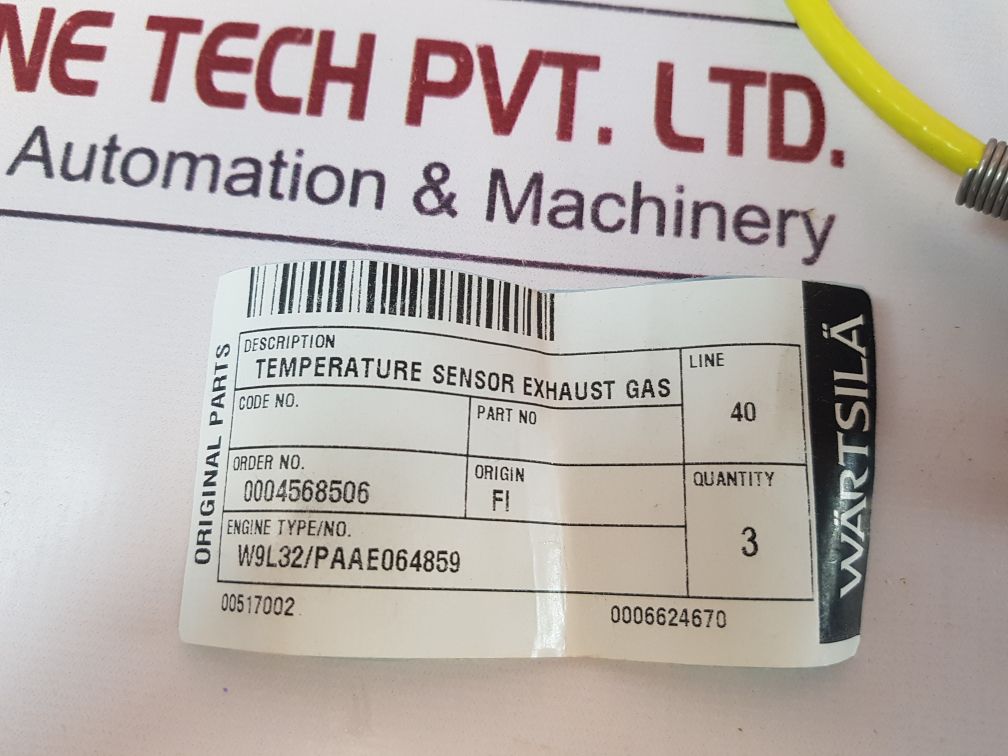 NE TECH PVT. LTD.
Automation & Machinery
ORIGINAL PARTS
DESCRIPTION
TEMPERATURE SENSOR EXHAUST GAS
LINE
40
CODE NO.
PART NO
ORDER NO.
0004568506
ORIGIN
FI
QUANTITY
3
ENGINE TYPE/NO.
W9L32/PAAE064859
00517002
0006624670
WÄRTSILÄ